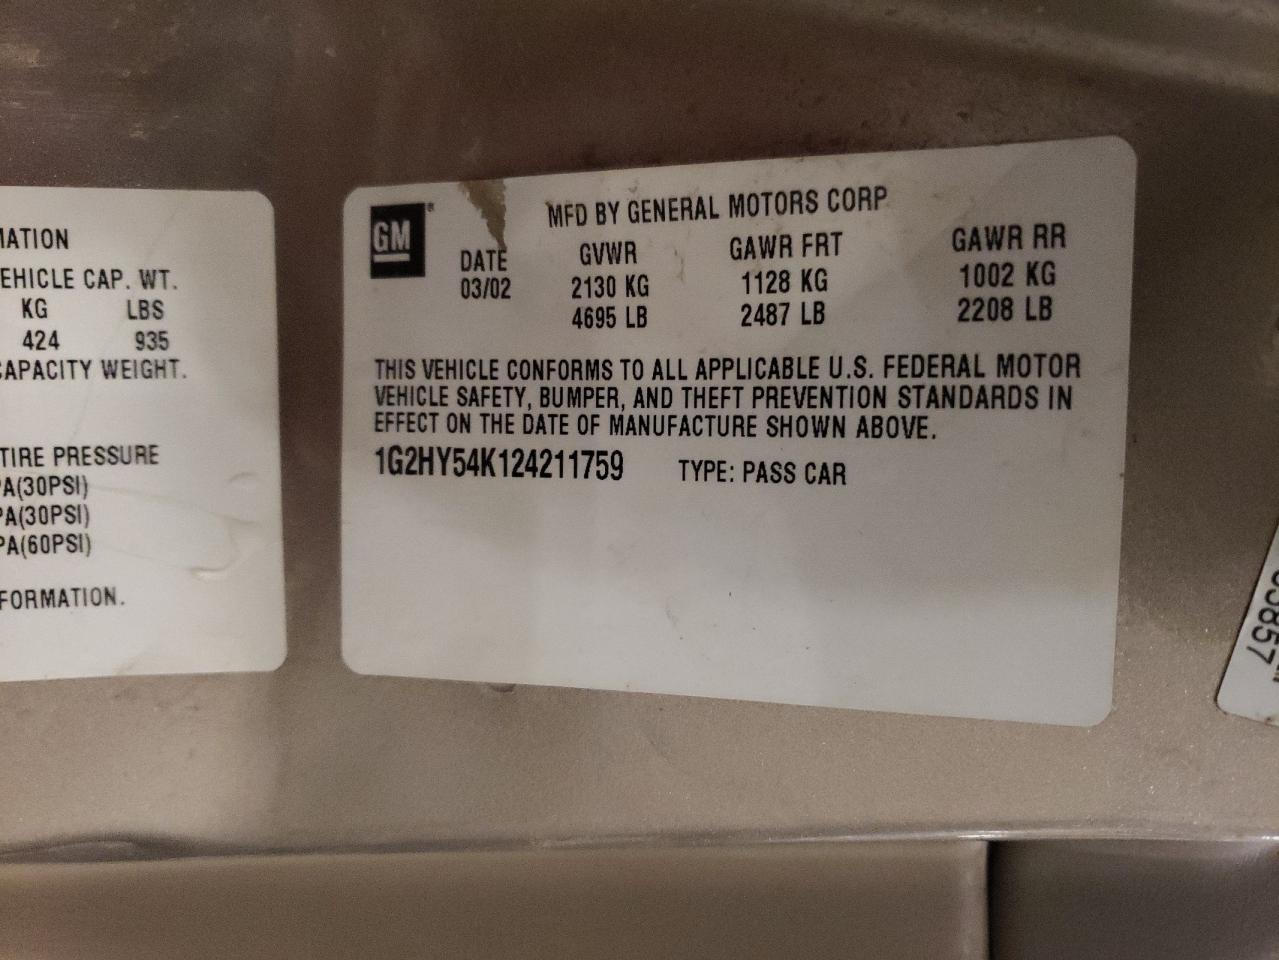 MATION
EHICLE CAP. WT.
KG LBS
424 935
CAPACITY WEIGHT.
TIRE PRESSURE
PA(30PSI)
PA(30PSI)
PA(60PSI)
FORMATION.
GM®
MFD BY GENERAL MOTORS CORP
DATE GVWR GAWR FRT GAWR RR
03/02 2130 KG 1128 KG 1002 KG
4695 LB 2487 LB 2208 LB
THIS VEHICLE CONFORMS TO ALL APPLICABLE U.S. FEDERAL MOTOR
VEHICLE SAFETY, BUMPER, AND THEFT PREVENTION STANDARDS IN
EFFECT ON THE DATE OF MANUFACTURE SHOWN ABOVE.
1G2HY54K124211759 TYPE: PASS CAR